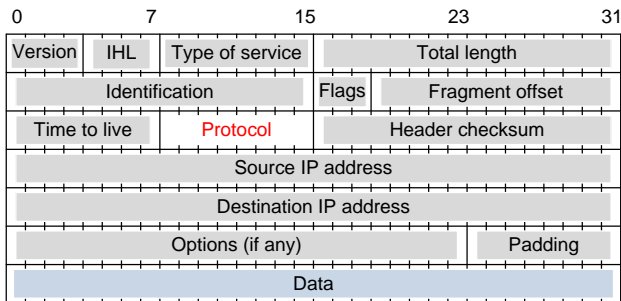 0 7 15 23 31
Version IHL Type of service Total length
Identification Flags Fragment offset
Time to live Protocol Header checksum
Source IP address
Destination IP address
Options (if any) Padding
Data